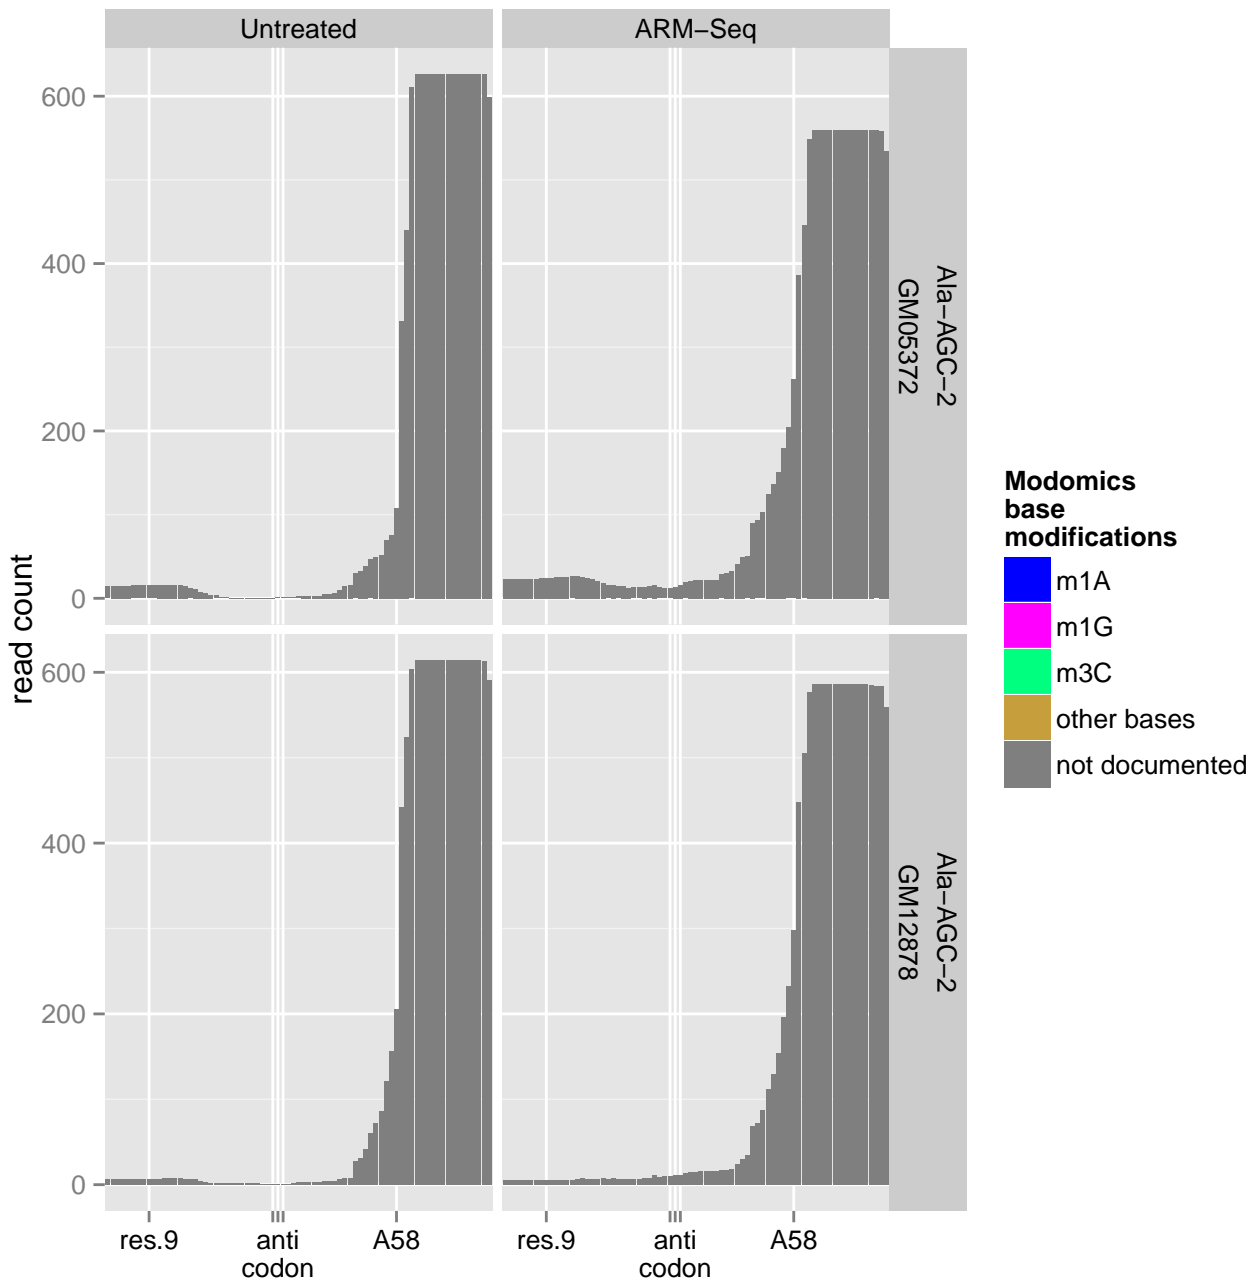 Untreated
ARM−Seq
600
400
200
0
Ala−AGC−2
GM05372
600
400
200
0
Ala−AGC−2
GM12878
read count
res.9
anti
codon
A58
res.9
anti
codon
A58
Modomics
base
modifications
m1A
m1G
m3C
other bases
not documented